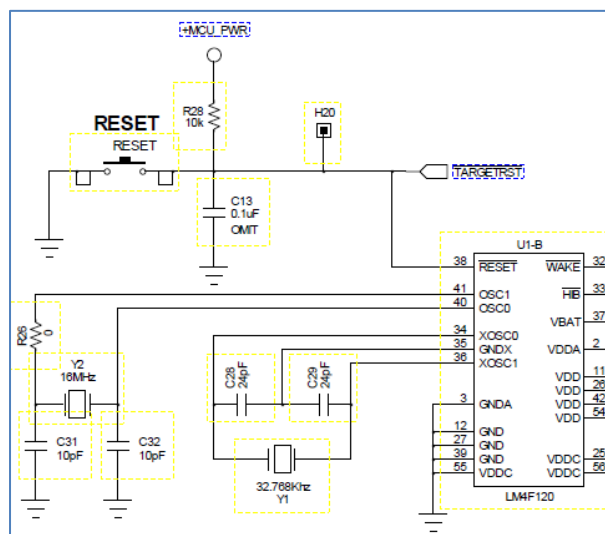 +MCU_PWR
R28
10k
H20
RESET
RESET
TARGETRST
C13
0.1uF
OMIT
U1-B
38 RESET WAKE 32
41 OSC1 HIB 33
40 OSC0
VBAT 37
34 XOSC0
35 GNDX VDDA 2
36 XOSC1
VDD 11
VDD 26
3 GNDA VDD 42
VDD 54
12 GND
27 GND
39 GND VDDC 25
55 VDDC VDDC 56
LM4F120
R26
0
Y2
16MHz
C31
10pF
C32
10pF
C28
24pF
C29
24pF
32.768Khz
Y1